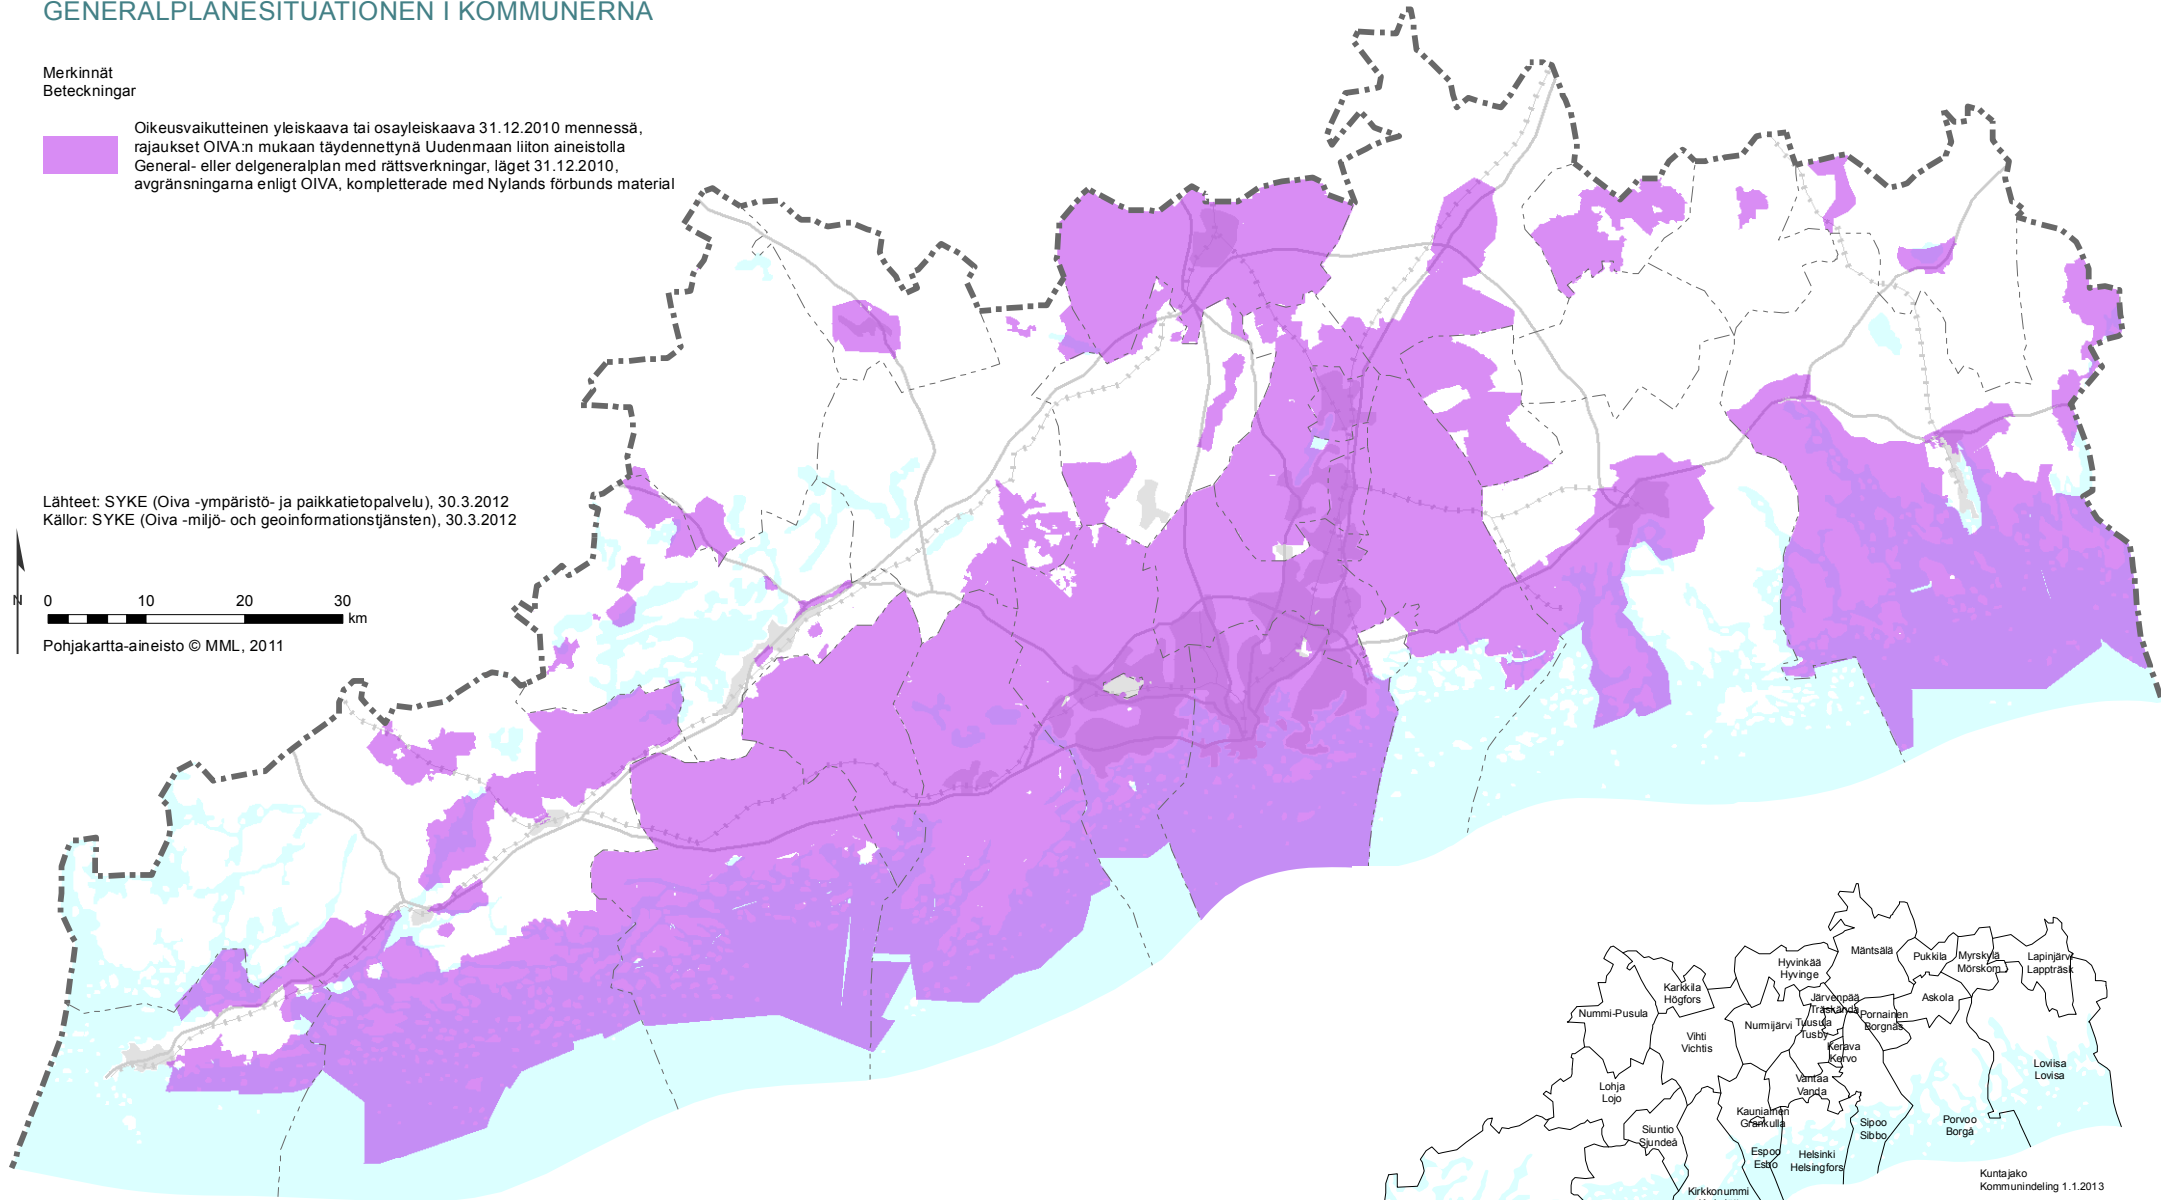 GENERALPLANESITUATIONEN I KOMMUNERNA
Merkinnät
Beteckningar
Oikeusvaikutteinen yleiskaava tai osayleiskaava 31.12.2010 mennessä,
rajaukset OIVA:n mukaan täydennettynä Uudenmaan liiton aineistolla
General- eller delgeneralplan med rättsverkningar, läget 31.12.2010,
avgränsningarna enligt OIVA, kompletterade med Nylands förbunds material
Lähteet: SYKE (Oiva -ympäristö- ja paikkatietopalvelu), 30.3.2012
Källor: SYKE (Oiva -miljö- och geoinformationstjänsten), 30.3.2012
N
0 10 20 30
km
Pohjakartta-aineisto © MML, 2011
Mäntsälä
Pukkila
Myrskylä
Mörskom
Lapinjärvi
Lappträsk
Hyvinkää
Hyvinge
Karkkila
Högfors
Askola
Järvenpää
Träskända
Nummi-Pusula
Pornainen
Borgnäs
Nurmijärvi
Tuusula
Tusby
Vihti
Vichtis
Kerava
Kervo
Loviisa
Lovisa
Vantaa
Vanda
Lohja
Lojo
Kauniainen
Grankulla
Porvoo
Borgå
Sipoo
Sibbo
Siuntio
Sjundeå
Espoo
Esbo
Helsinki
Helsingfors
Kirkkonummi
Kuntajako
Kommunindeling 1.1.2013